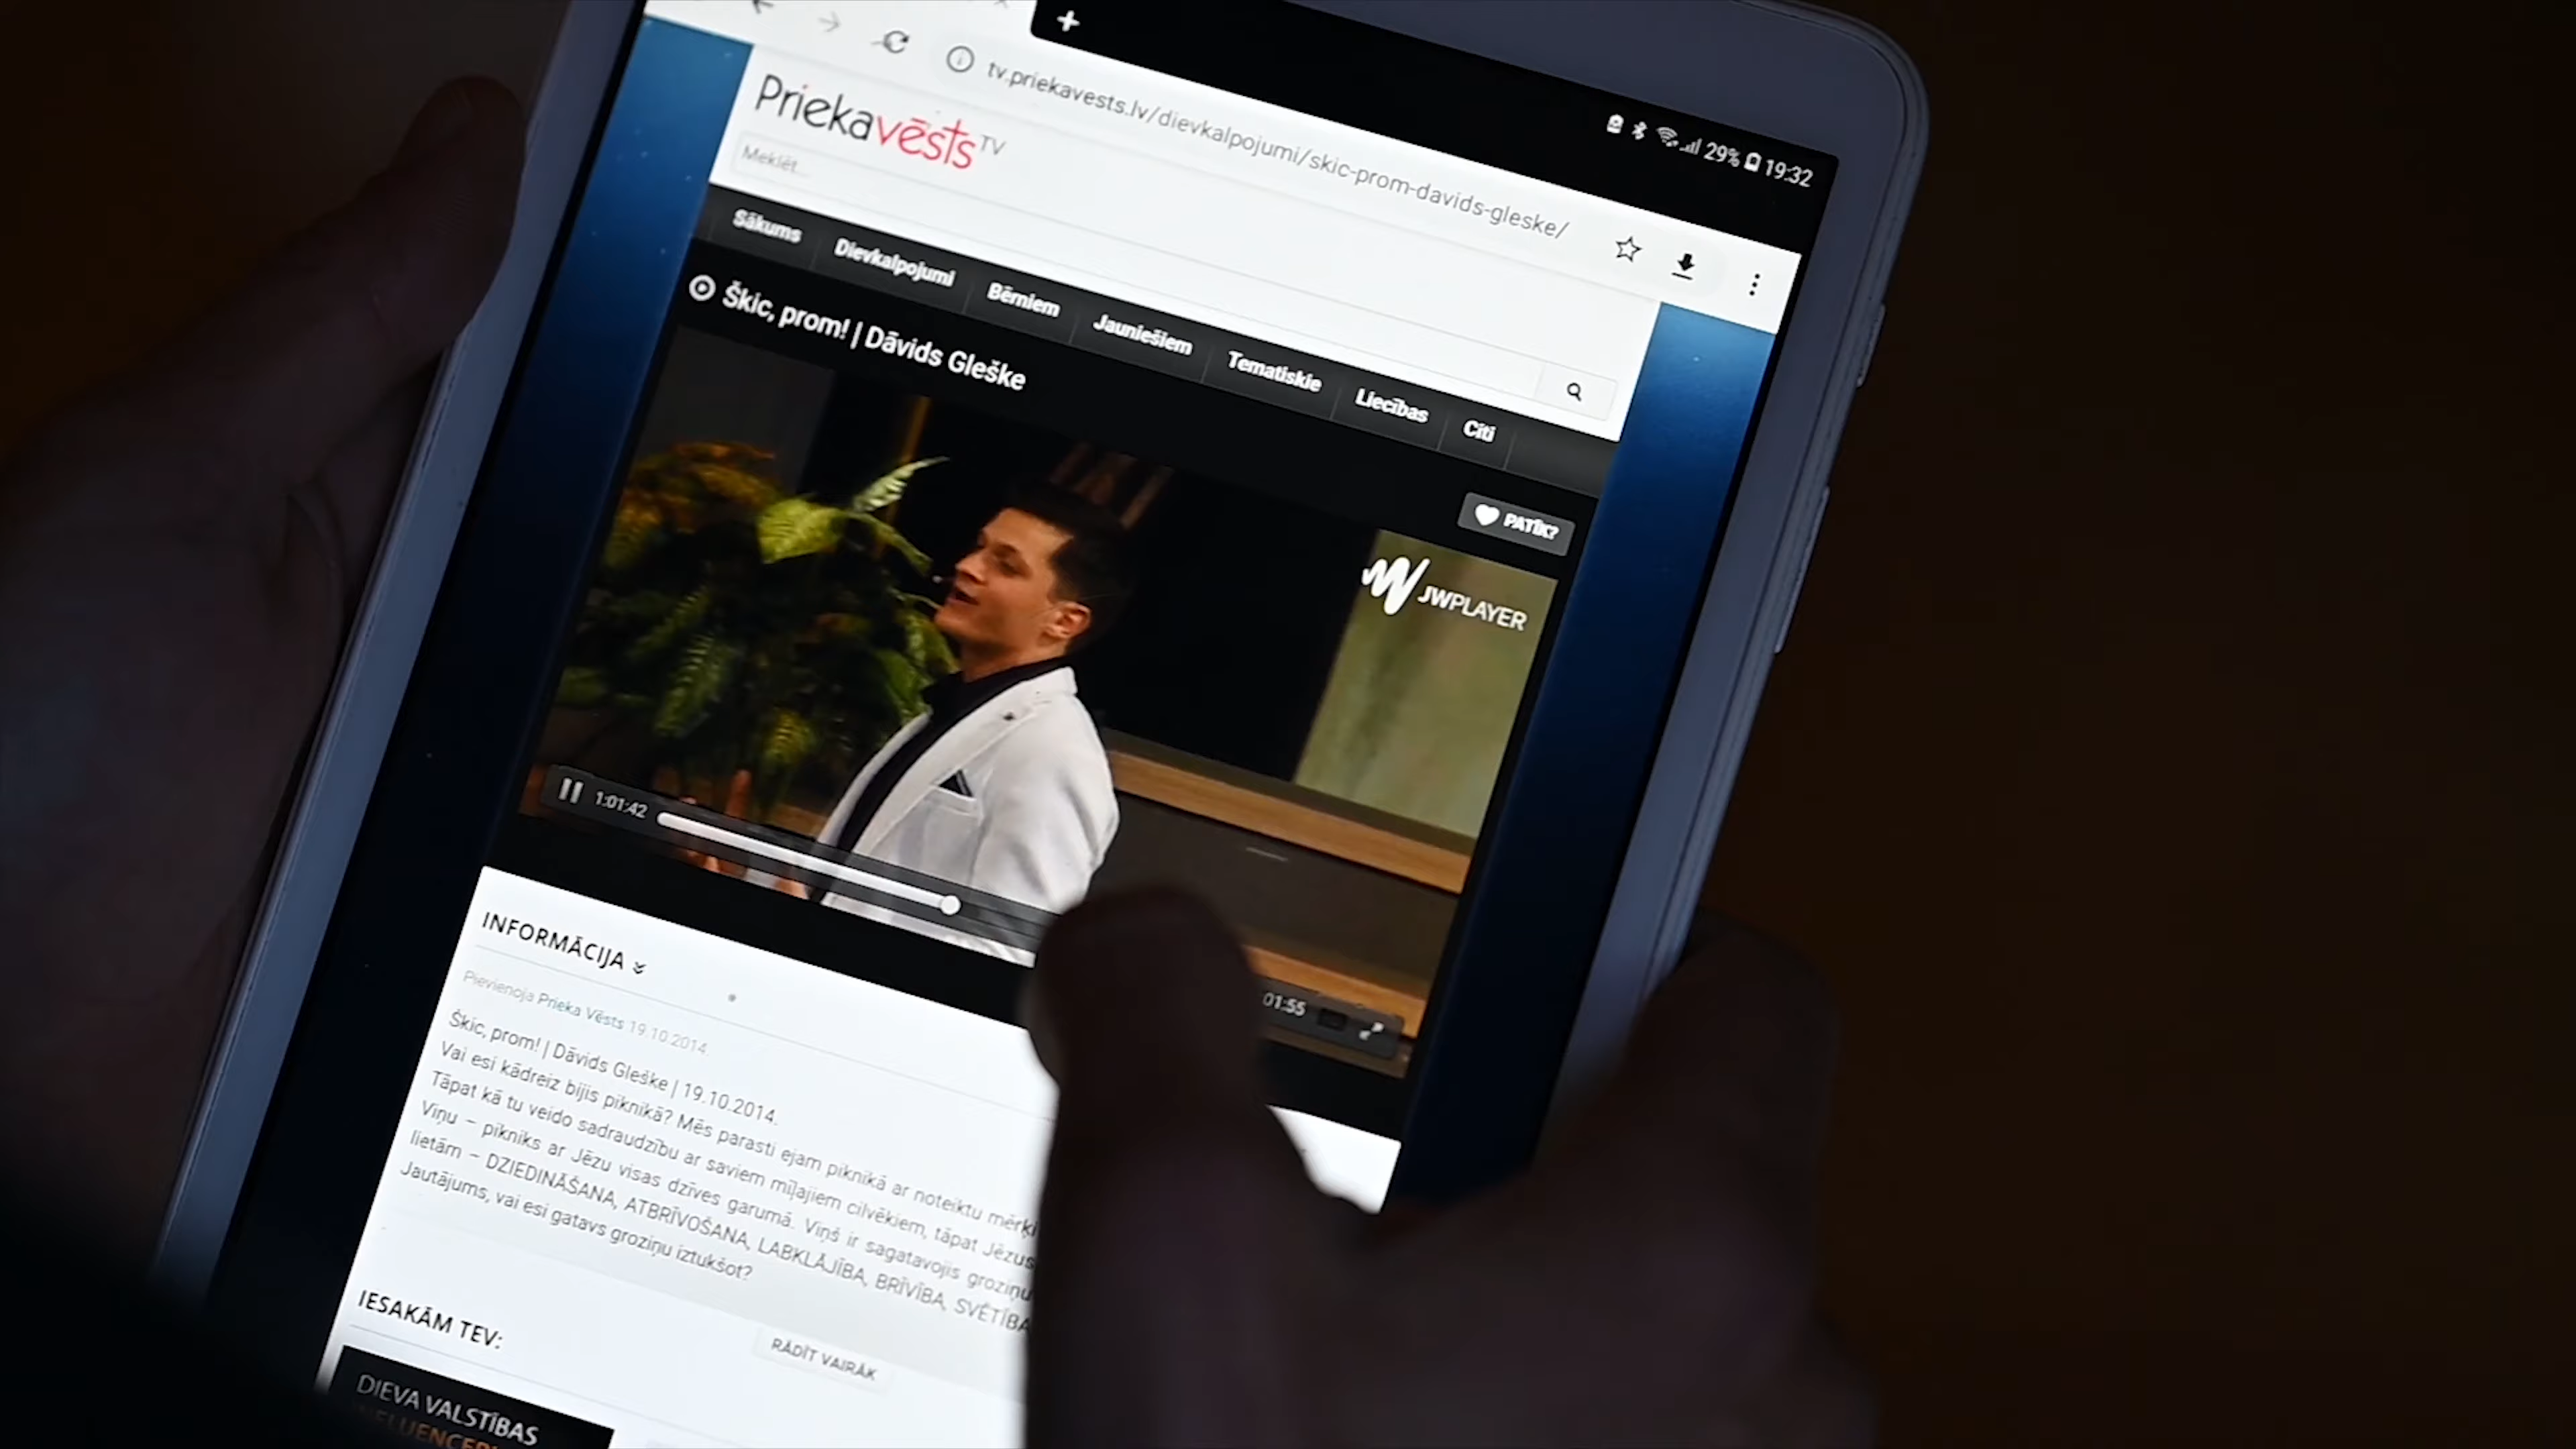 29% 19:32
tv.priekavests.lv/dievkalpojumi/skic-prom-davids-gleske/
Priekavēsts TV
Meklēt...
Sākums Dievkalpojumi Bērniem Jauniešiem Tematiskie Liecības Citi
Škic, prom! | Dāvids Gleške
PATĪK?
JWPLAYER
1:01:42
01:55
INFORMĀCIJA
Pievienoja Prieka Vēsts 19.10.2014
Škic, prom! | Dāvids Gleške | 19.10.2014.
Vai esi kādreiz bijis piknikā? Mēs parasti ejam piknikā ar noteiktu mērķi
Tāpat kā tu veido sadraudzību ar saviem mīļajiem cilvēkiem, tāpat Jēzus
Viņu – pikniks ar Jēzu visas dzīves garumā. Viņš ir sagatavojis groziņu
lietām – DZIEDINĀŠANA, ATBRĪVOŠANA, LABKLĀJĪBA, BRĪVĪBA, SVĒTĪBA
Jautājums, vai esi gatavs groziņu iztukšot?
RĀDĪT VAIRĀK
IESAKĀM TEV:
DIEVA VALSTĪBAS